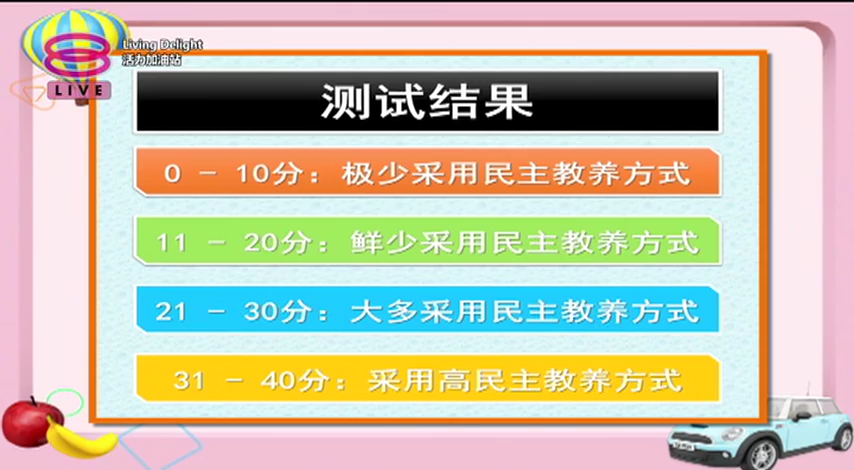 Living Delight
活力加油站
8
LIVE
测试结果
0 - 10分：极少采用民主教养方式
11 - 20分：鲜少采用民主教养方式
21 - 30分：大多采用民主教养方式
31 - 40分：采用高民主教养方式